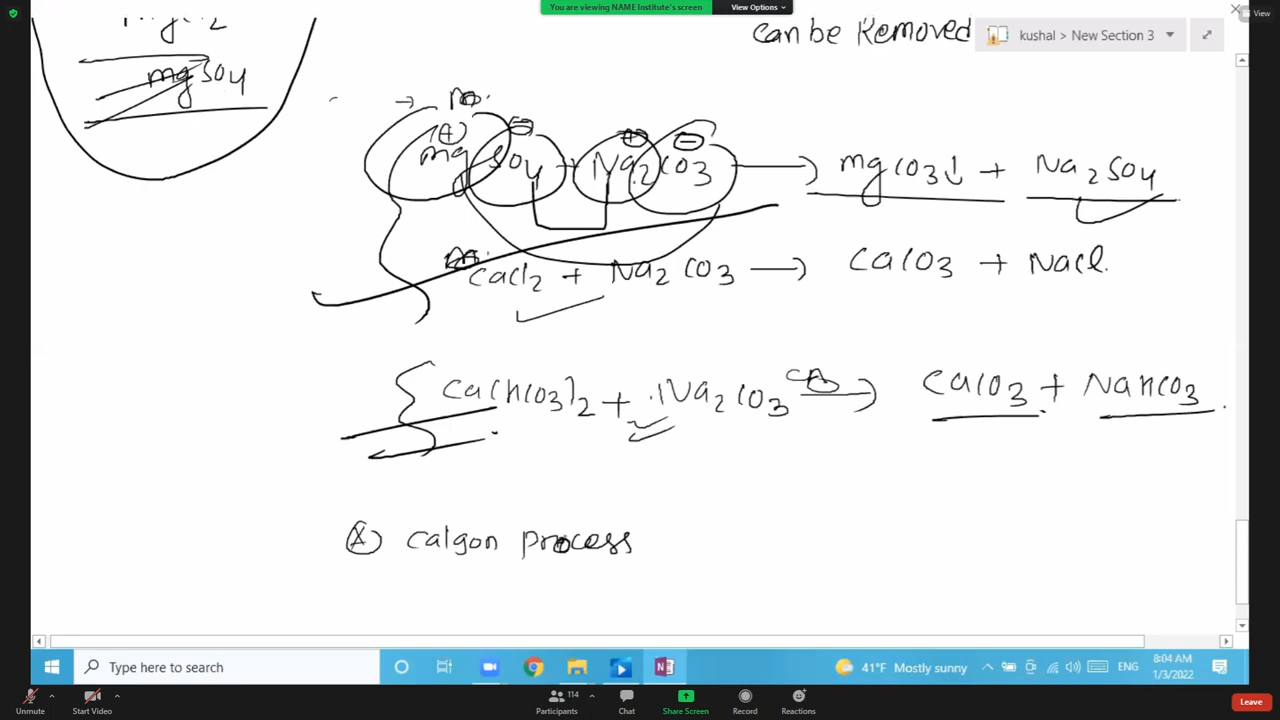 You are viewing NAME Institute's screen
View Options
View
can be Removed
kushal > New Section 3
mgSO4
mgSO4 + Na2CO3 → mgCO3↓ + Na2SO4
CaCl2 + Na2CO3 → CaCO3 + NaCl.
Ca(HCO3)2 + Na2CO3 → CaCO3 + NaHCO3
calgon process
Type here to search
41°F Mostly sunny
ENG
8:04 AM
1/3/2022
114
Unmute
Start Video
Participants
Chat
Share Screen
Record
Reactions
Leave